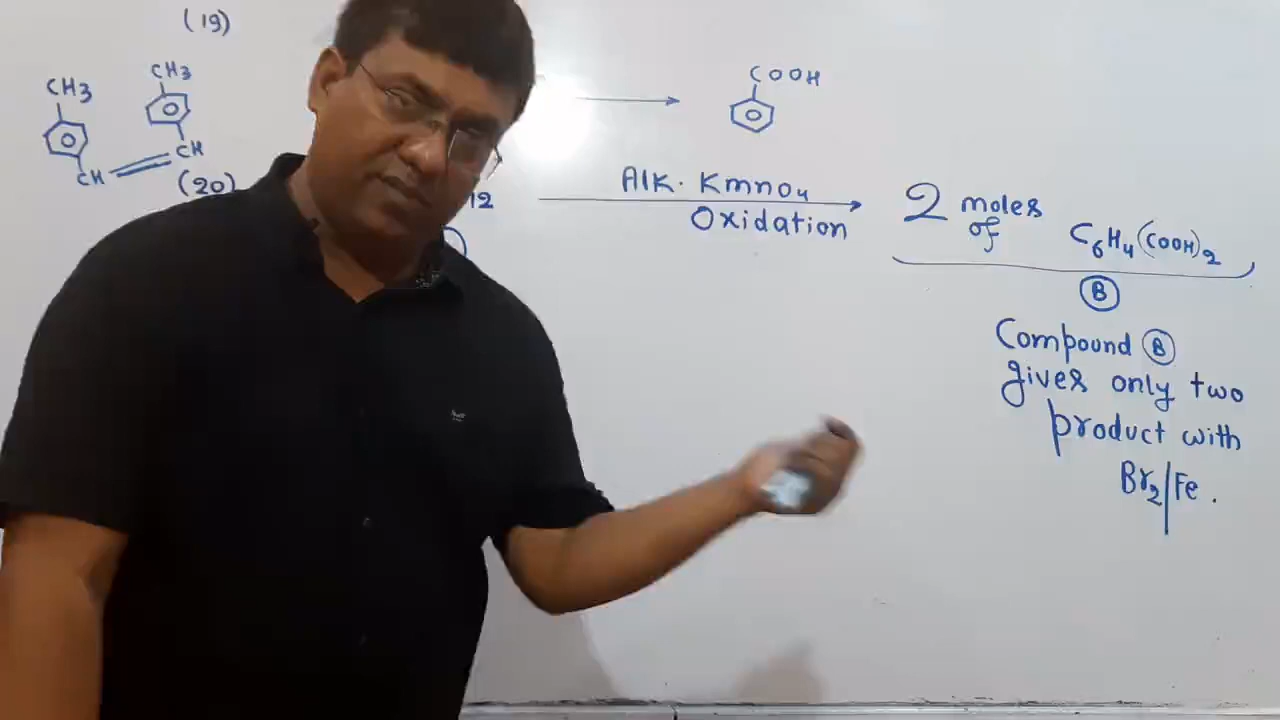 (19)
CH3
CH3
COOH
CH
CH
(20)
12
Alk. Kmno4
Oxidation
2 moles
of
C6H4(COOH)2
B
Compound B
gives only two
product with
Br2/Fe.